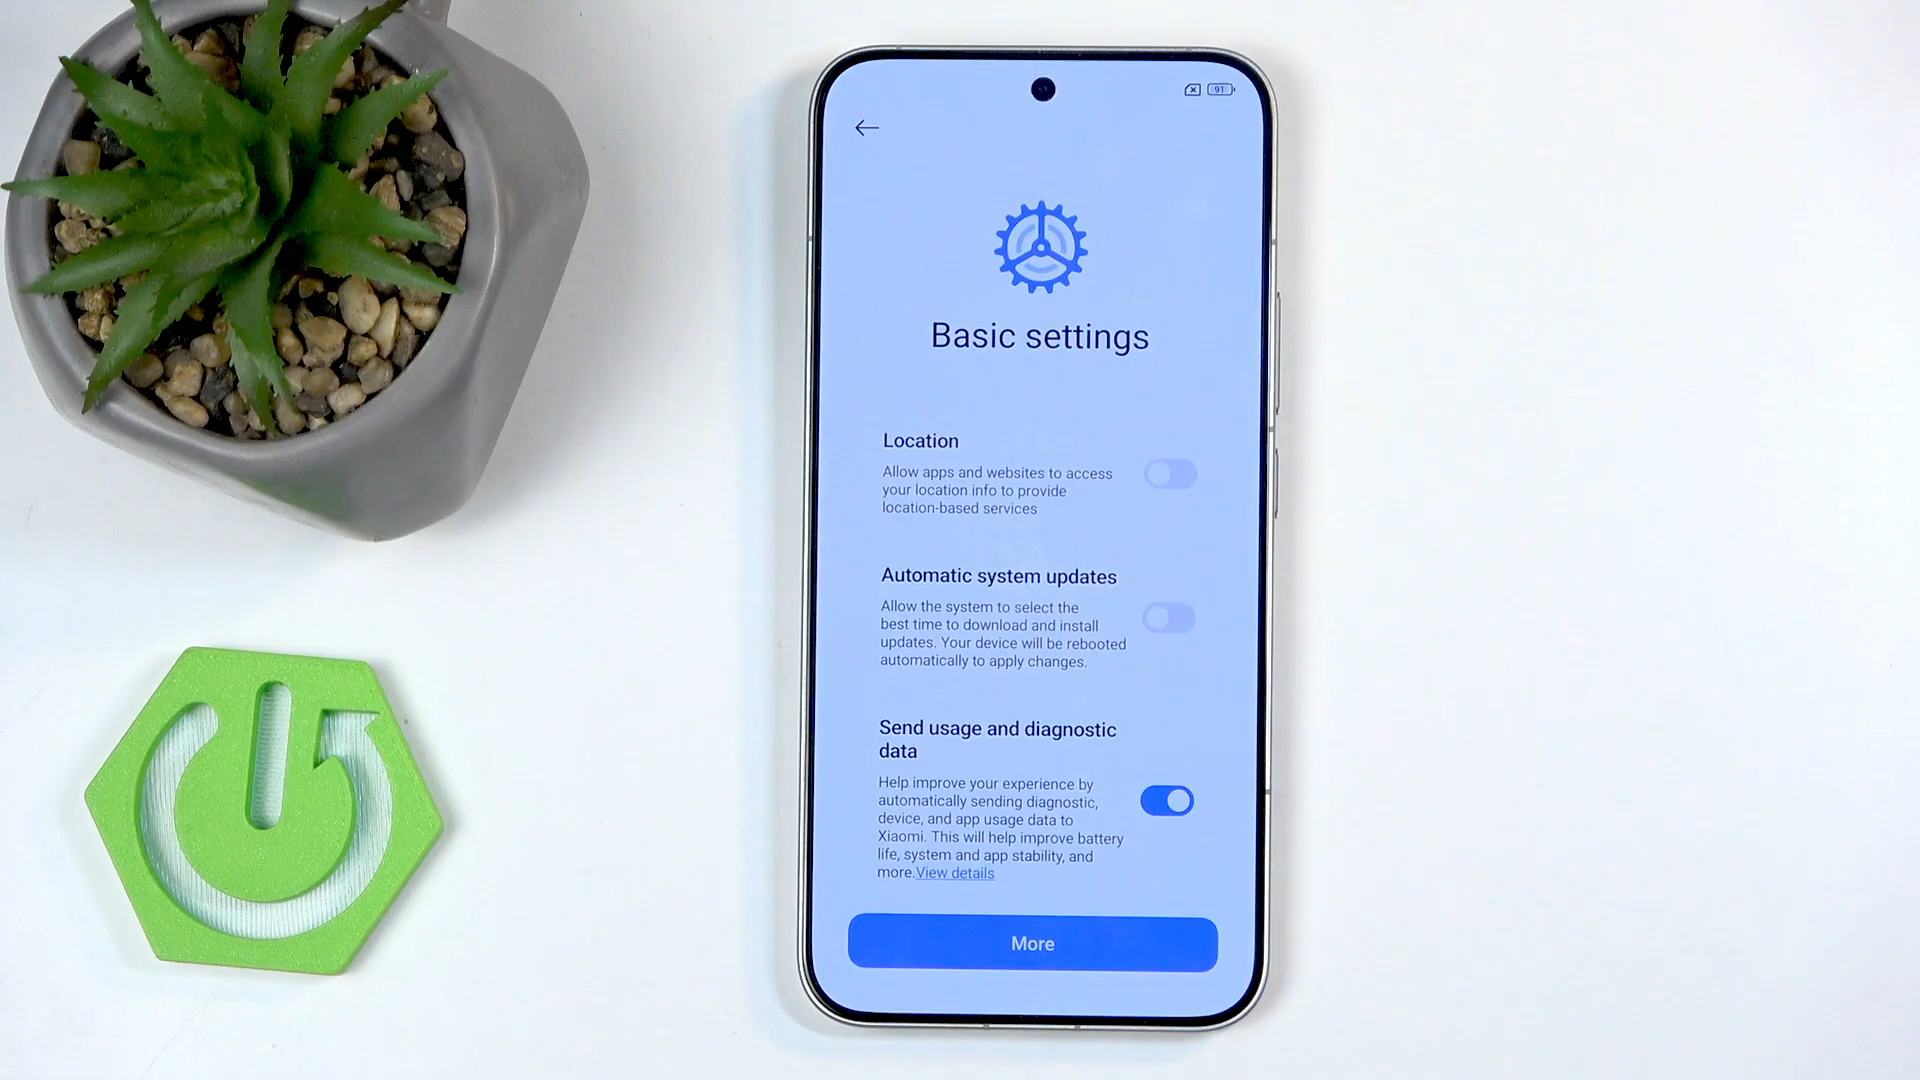 91
Basic settings
Location
Allow apps and websites to access
your location info to provide
location-based services
Automatic system updates
Allow the system to select the
best time to download and install
updates. Your device will be rebooted
automatically to apply changes.
Send usage and diagnostic
data
Help improve your experience by
automatically sending diagnostic,
device, and app usage data to
Xiaomi. This will help improve battery
life, system and app stability, and
more.View details
More